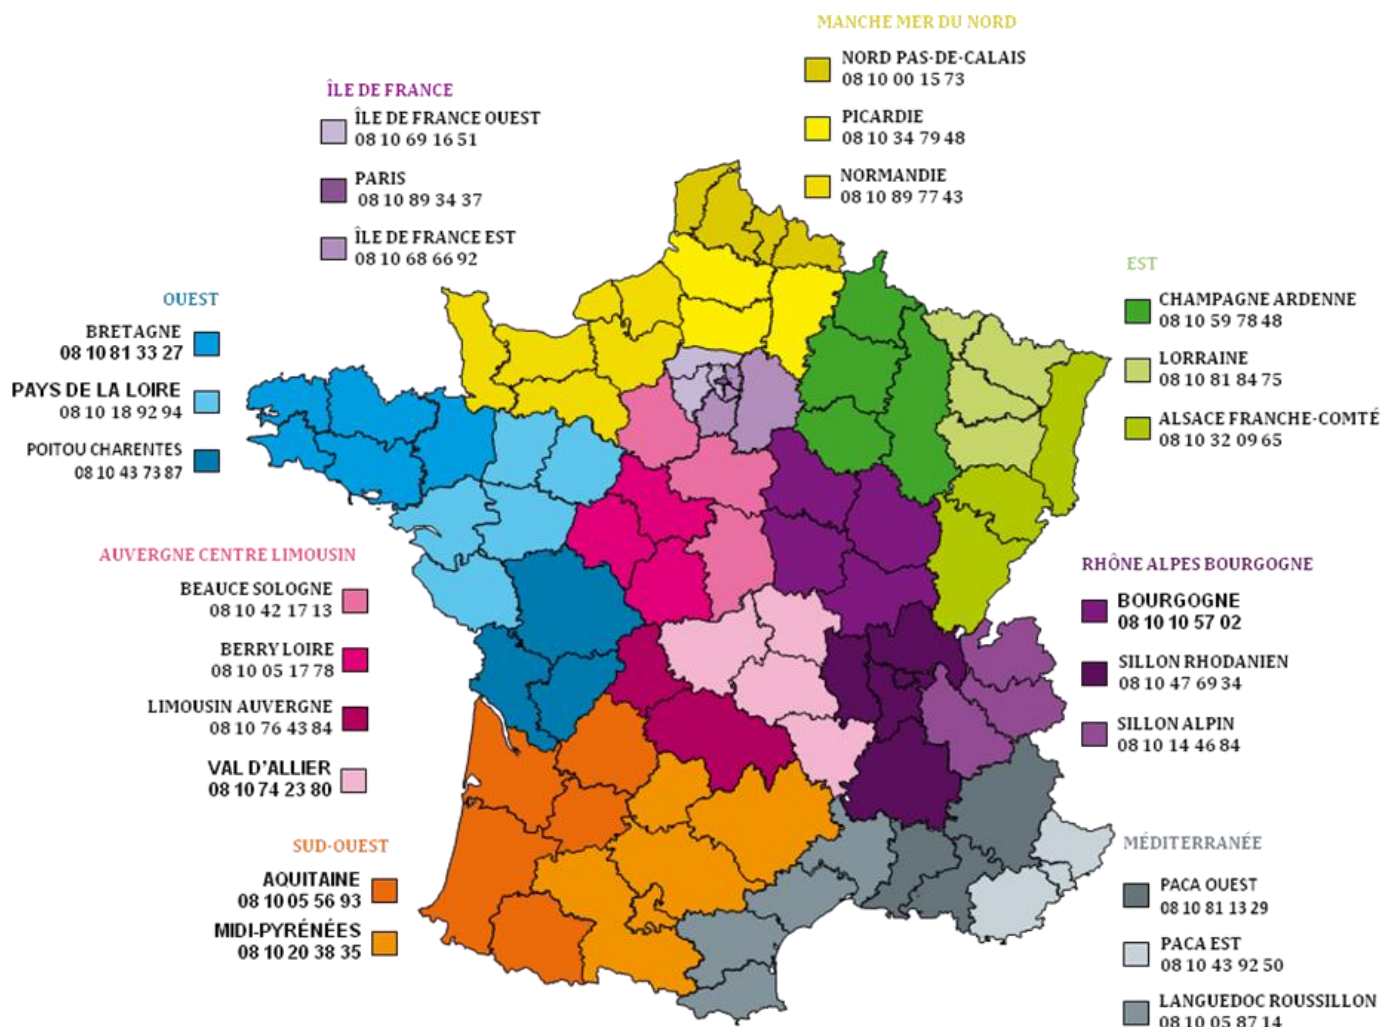 MANCHE MER DU NORD
NORD PAS-DE-CALAIS
08 10 00 15 73
PICARDIE
08 10 34 79 48
NORMANDIE
08 10 89 77 43
ÎLE DE FRANCE
ÎLE DE FRANCE OUEST
08 10 69 16 51
PARIS
08 10 89 34 37
ÎLE DE FRANCE EST
08 10 68 66 92
EST
CHAMPAGNE ARDENNE
08 10 59 78 48
LORRAINE
08 10 81 84 75
ALSACE FRANCHE-COMTÉ
08 10 32 09 65
OUEST
BRETAGNE
08 10 81 33 27
PAYS DE LA LOIRE
08 10 18 92 94
POITOU CHARENTES
08 10 43 73 87
AUVERGNE CENTRE LIMOUSIN
BEAUCE SOLOGNE
08 10 42 17 13
BERRY LOIRE
08 10 05 17 78
LIMOUSIN AUVERGNE
08 10 76 43 84
VAL D'ALLIER
08 10 74 23 80
RHÔNE ALPES BOURGOGNE
BOURGOGNE
08 10 10 57 02
SILLON RHODANIEN
08 10 47 69 34
SILLON ALPIN
08 10 14 46 84
SUD-OUEST
AQUITAINE
08 10 05 56 93
MIDI-PYRÉNÉES
08 10 20 38 35
MÉDITERRANÉE
PACA OUEST
08 10 81 13 29
PACA EST
08 10 43 92 50
LANGUEDOC ROUSSILLON
08 10 05 87 14